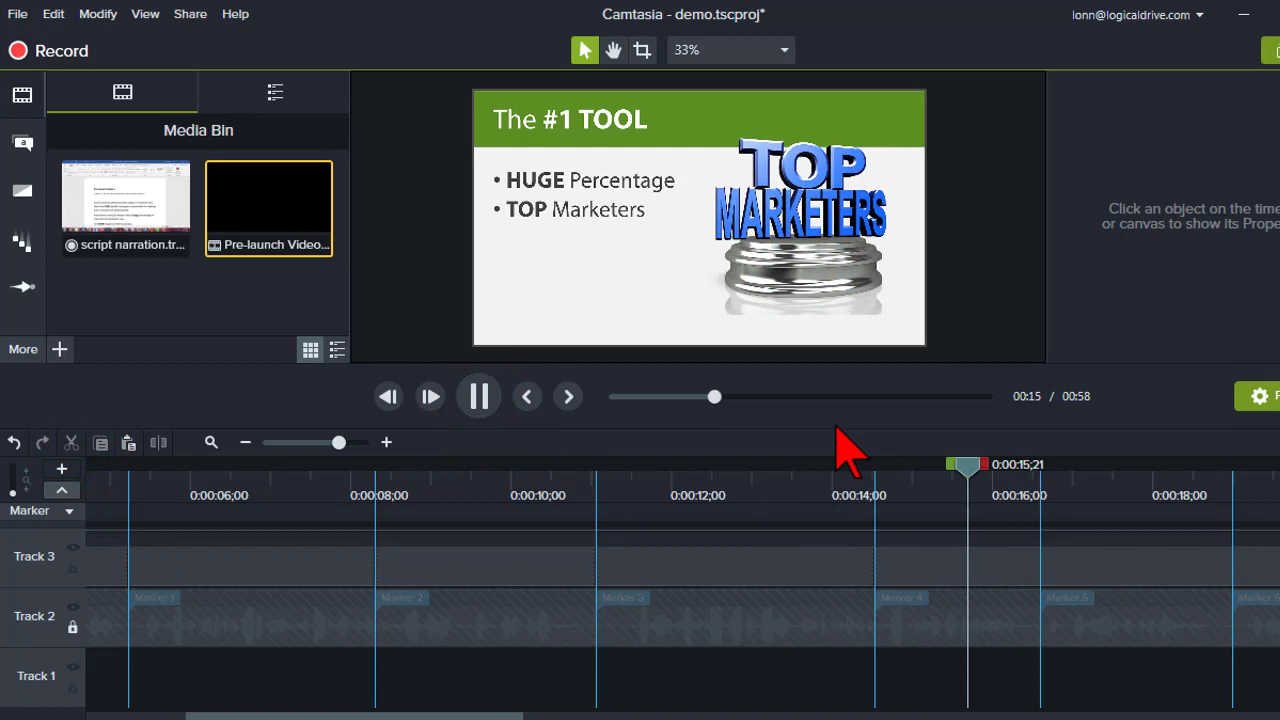 File Edit Modify View Share Help
Camtasia - demo.tscproj*
lonn@logicaldrive.com
Record
33%
Media Bin
script narration.tr...
Pre-launch Video...
The #1 TOOL
• HUGE Percentage
• TOP Marketers
TOP
MARKETERS
Click an object on the time
or canvas to show its Prope
More
00:15 / 00:58
0:00:15;21
0:00:06;00 0:00:08;00 0:00:10;00 0:00:12;00 0:00:14;00 0:00:16;00 0:00:18;00
Marker
Track 3
Marker 1 Marker 2 Marker 3 Marker 4 Marker 5 Marker
Track 2
Track 1